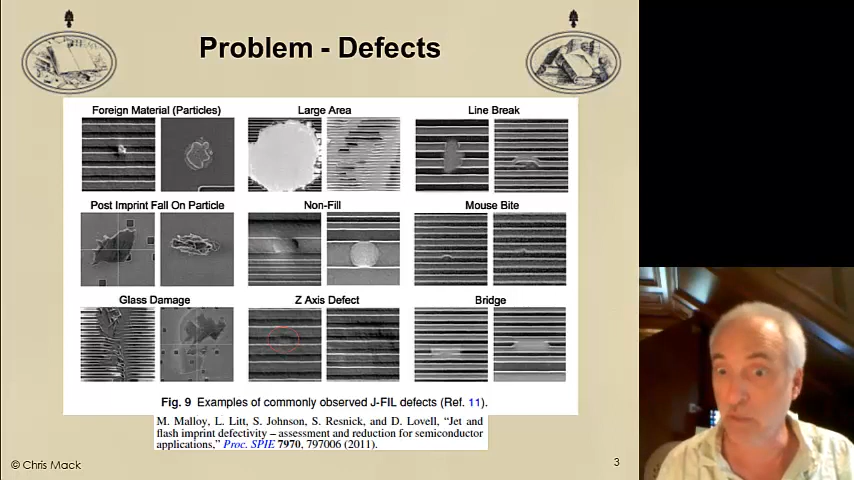 Problem - Defects
Foreign Material (Particles)
Large Area
Line Break
Post Imprint Fall On Particle
Non-Fill
Mouse Bite
Glass Damage
Z Axis Defect
Bridge
Fig. 9 Examples of commonly observed J-FIL defects (Ref. 11).
M. Malloy, L. Litt, S. Johnson, S. Resnick, and D. Lovell, “Jet and
flash imprint defectivity – assessment and reduction for semiconductor
applications,” Proc. SPIE 7970, 797006 (2011).
© Chris Mack
3